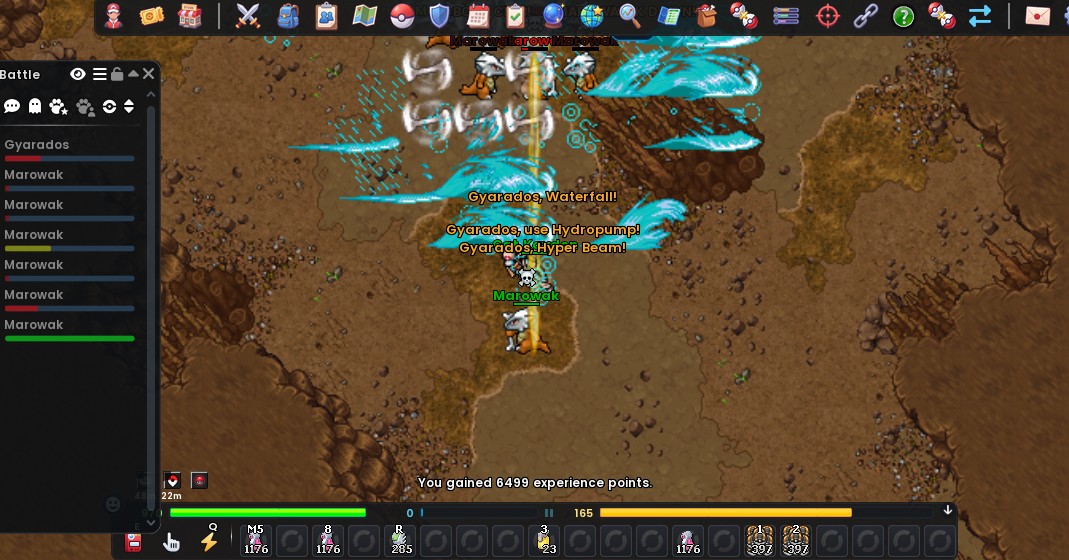 Battle
Gyarados
Marowak
Marowak
Marowak
Marowak
Marowak
Marowak
Marowak
Gyarados, Waterfall!
Gyarados, use Hydropump!
Gyarados, Hyper Beam!
Marowak
You gained 6499 experience points.
22m
0
165
E
Q
M5
1176
8
1176
R
285
3
23
1176
1
397
2
397